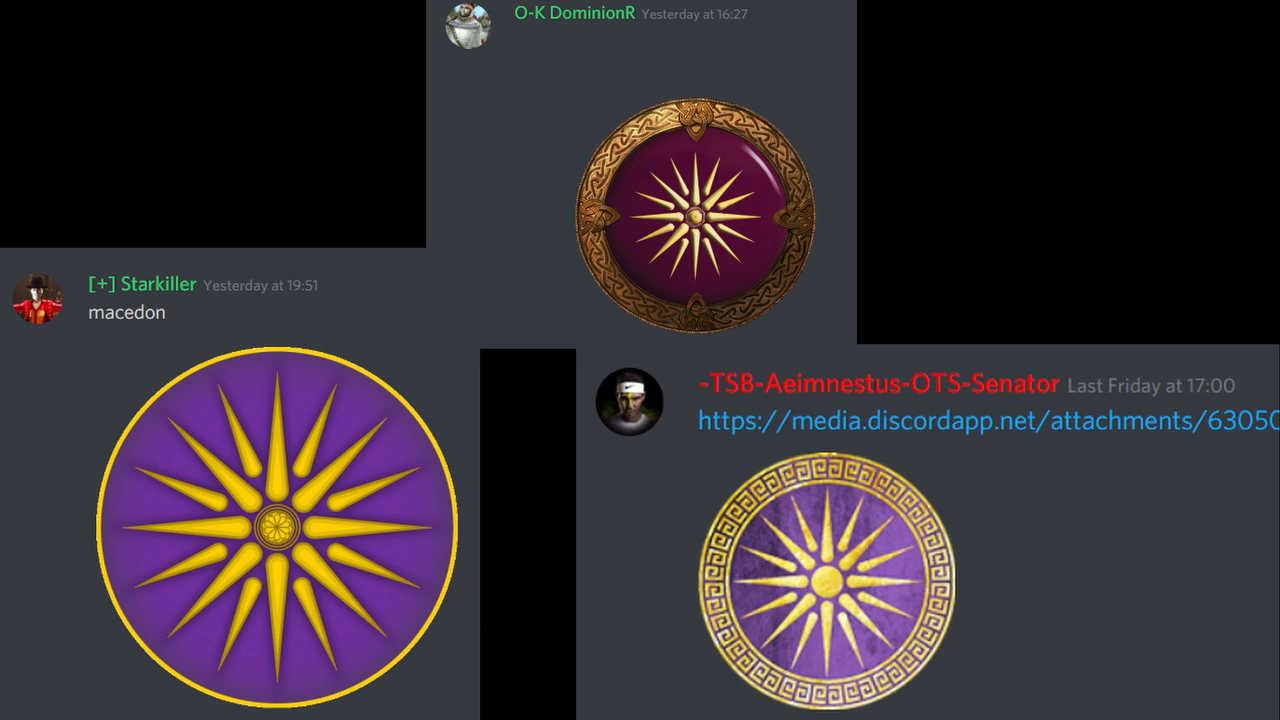 O-K DominionR Yesterday at 16:27
[+] Starkiller Yesterday at 19:51
macedon
-TSB-Aeimnestus-OTS-Senator Last Friday at 17:00
https://media.discordapp.net/attachments/63050